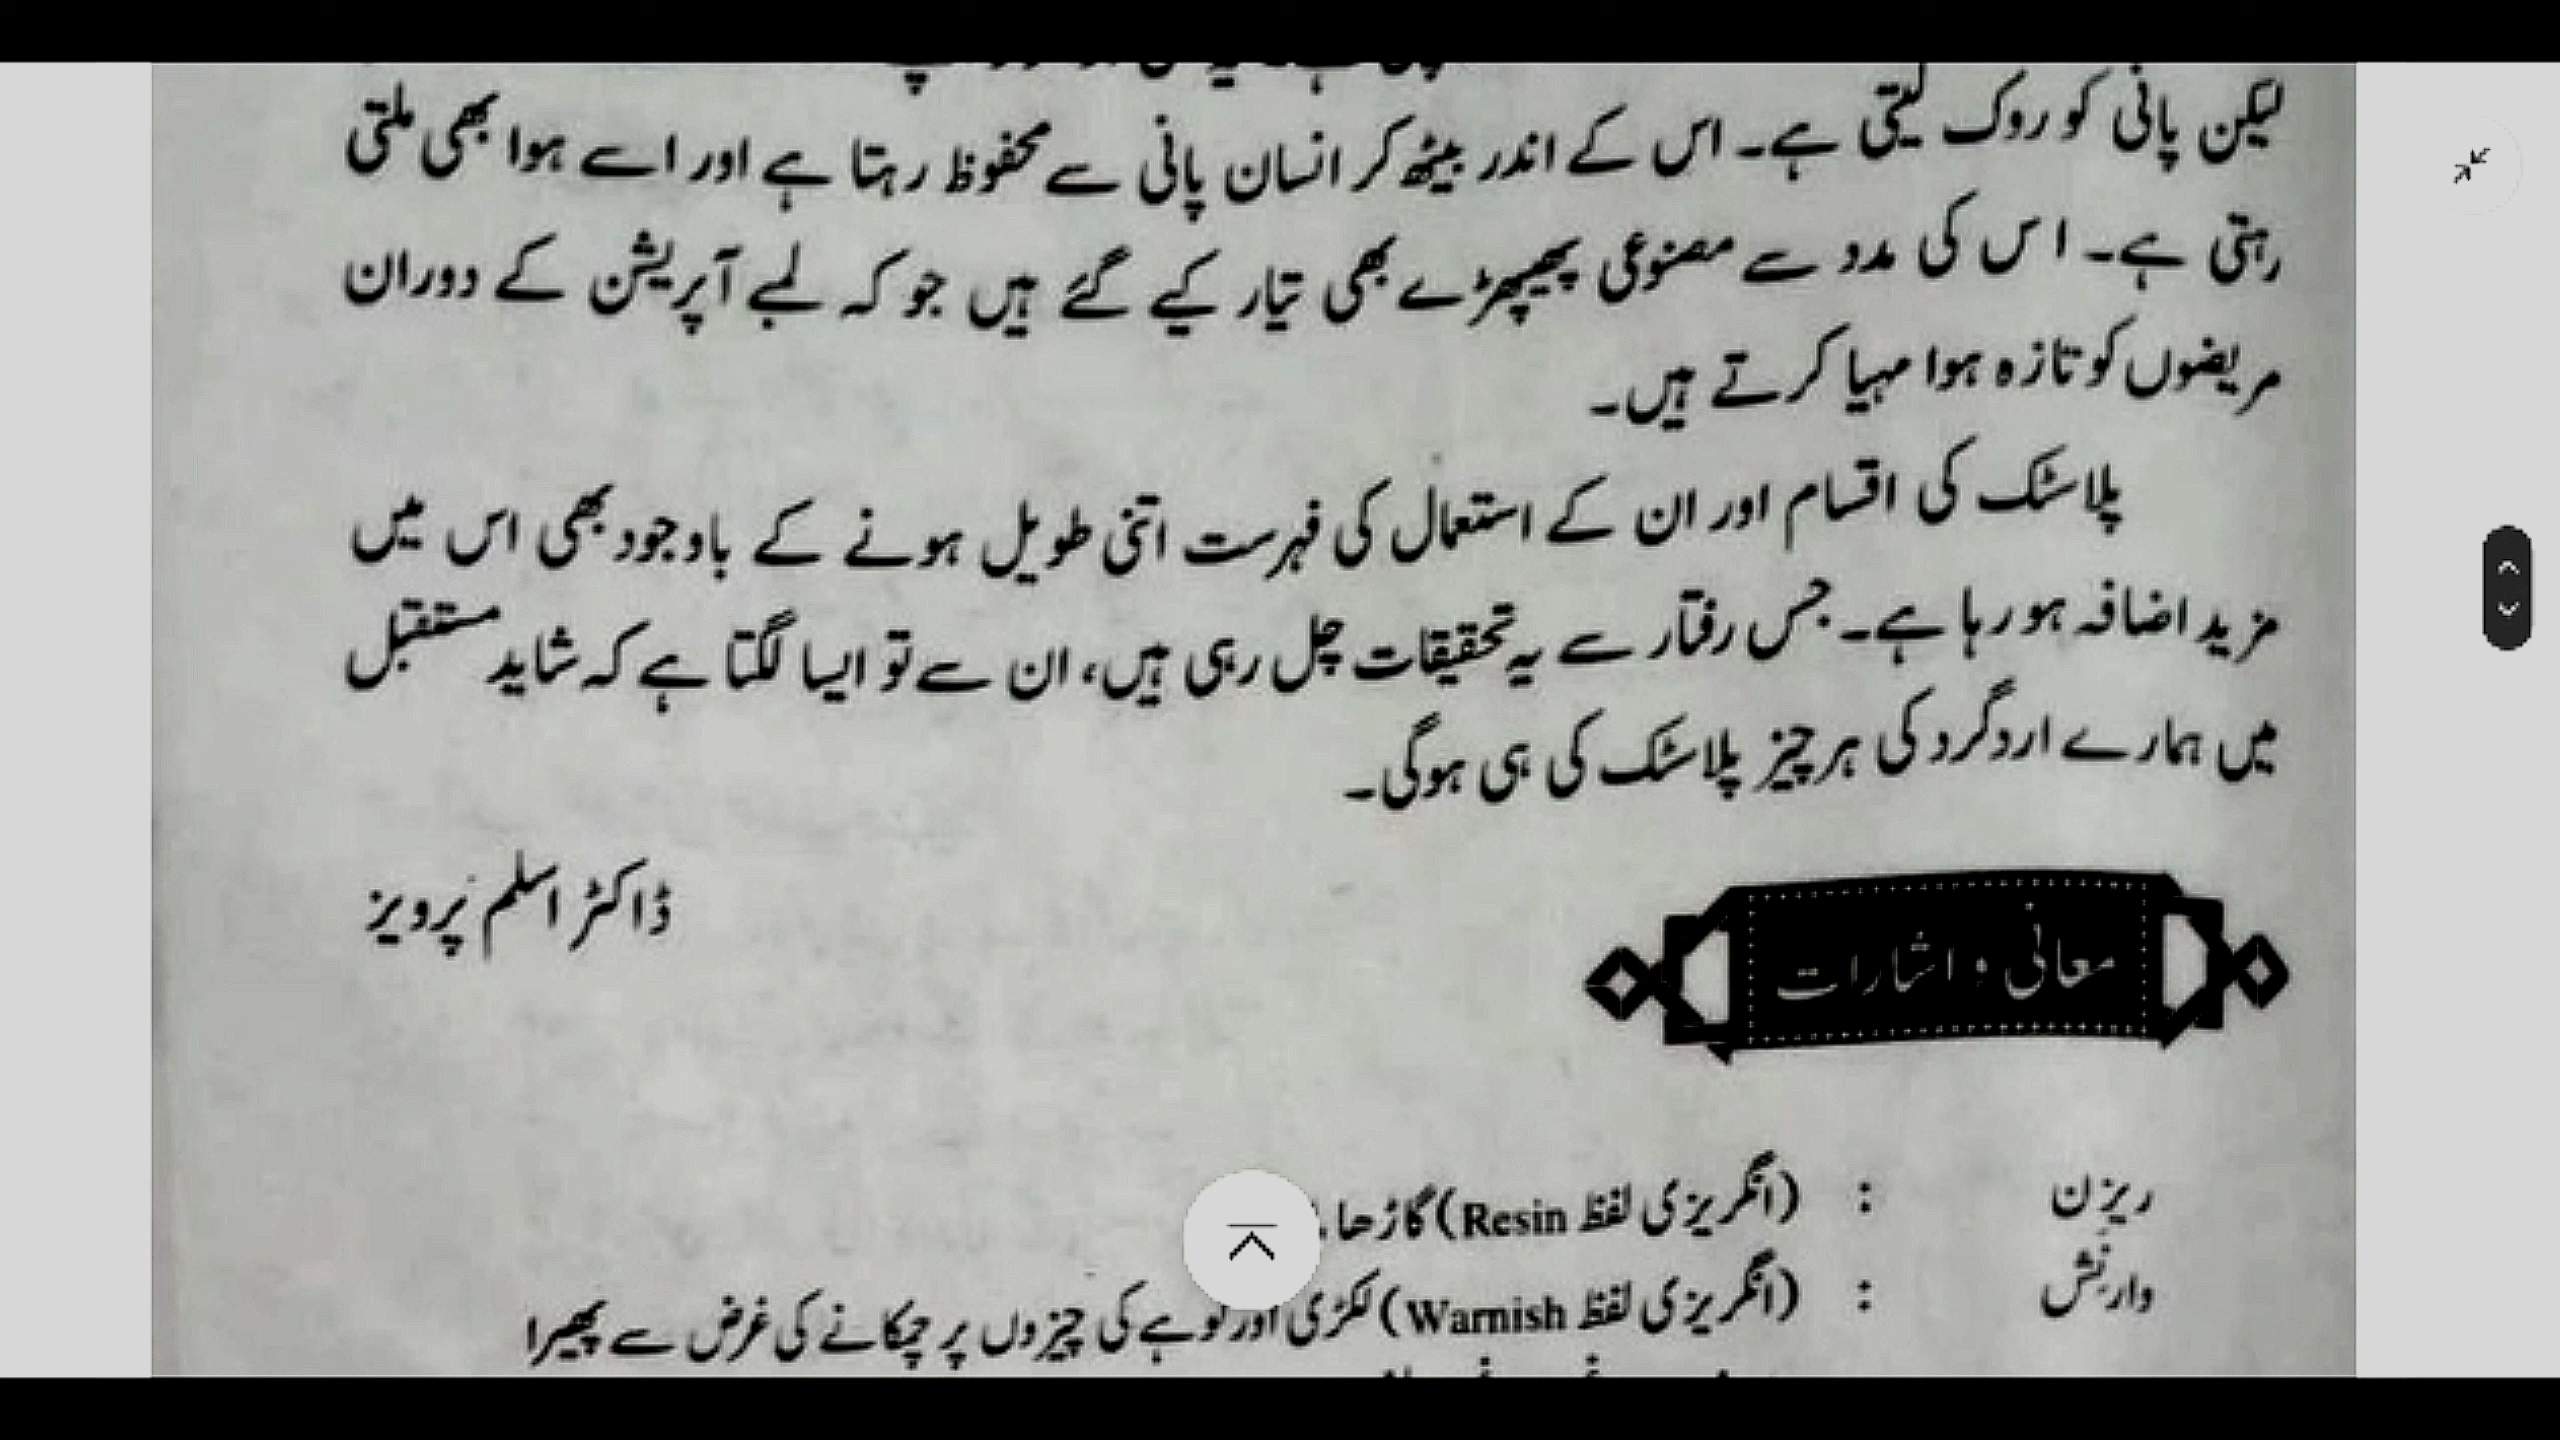 لیکن پانی کو روک لیتی ہے۔ اس کے اندر بیٹھ کر انسان پانی سے محفوظ رہتا ہے اور اسے ہوا بھی ملتی
رہتی ہے۔ اس کی مدد سے مصنوعی پھیپھڑے بھی تیار کیے گئے ہیں جو کہ لمبے آپریشن کے دوران
مریضوں کو تازہ ہوا مہیا کرتے ہیں۔
پلاسٹک کی اقسام اور ان کے استعمال کی فہرست اتنی طویل ہونے کے باوجود بھی اس میں
مزید اضافہ ہو رہا ہے۔ جس رفتار سے یہ تحقیقات چل رہی ہیں، ان سے تو ایسا لگتا ہے کہ شاید مستقبل
میں ہمارے اردگرد کی ہر چیز پلاسٹک کی ہی ہوگی۔
ڈاکٹر اسلم پرویز
معانی و اشارات
ریزن : (انگریزی لفظ Resin) گاڑھا
وارنش : (انگریزی لفظ Warnish) لکڑی اور لوہے کی چیزوں پر چمکانے کی غرض سے پھیرا